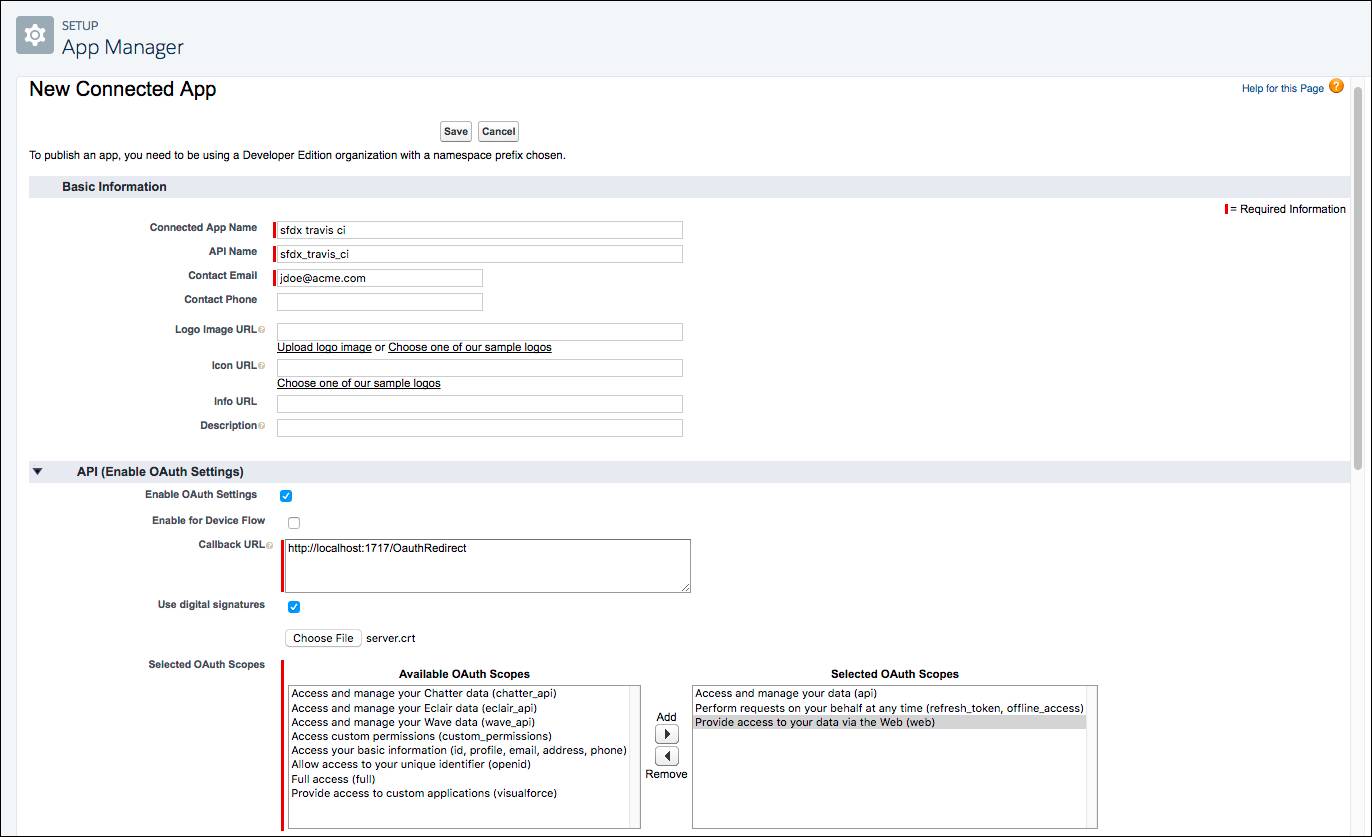 SETUP
App Manager
New Connected App
Help for this Page ?
Save Cancel
To publish an app, you need to be using a Developer Edition organization with a namespace prefix chosen.
Basic Information
= Required Information
Connected App Name sfdx travis ci
API Name sfdx_travis_ci
Contact Email jdoe@acme.com
Contact Phone
Logo Image URL ?
Upload logo image or Choose one of our sample logos
Icon URL ?
Choose one of our sample logos
Info URL
Description ?
API (Enable OAuth Settings)
Enable OAuth Settings
Enable for Device Flow
Callback URL ? http://localhost:1717/OauthRedirect
Use digital signatures
Choose File server.crt
Selected OAuth Scopes
Available OAuth Scopes
Access and manage your Chatter data (chatter_api)
Access and manage your Eclair data (eclair_api)
Access and manage your Wave data (wave_api)
Access custom permissions (custom_permissions)
Access your basic information (id, profile, email, address, phone)
Allow access to your unique identifier (openid)
Full access (full)
Provide access to custom applications (visualforce)
Add
Remove
Selected OAuth Scopes
Access and manage your data (api)
Perform requests on your behalf at any time (refresh_token, offline_access)
Provide access to your data via the Web (web)